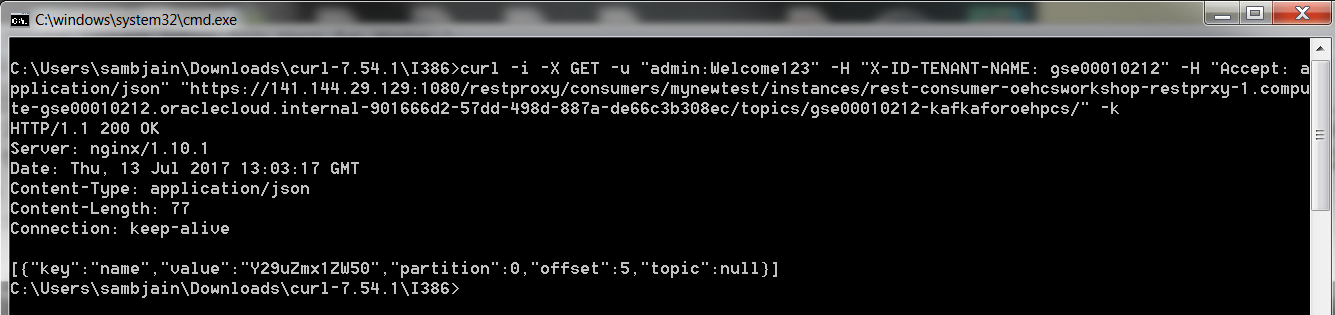 C:\windows\system32\cmd.exe
C:\Users\sambjain\Downloads\curl-7.54.1\I386>curl -i -X GET -u "admin:Welcome123" -H "X-ID-TENANT-NAME: gse00010212" -H "Accept: a
pplication/json" "https://141.144.29.129:1080/restproxy/consumers/mynewtest/instances/rest-consumer-oehcsworkshop-restprxy-1.compu
te-gse00010212.oraclecloud.internal-901666d2-57dd-498d-887a-de66c3b308ec/topics/gse00010212-kafkaforoehpcs/" -k
HTTP/1.1 200 OK
Server: nginx/1.10.1
Date: Thu, 13 Jul 2017 13:03:17 GMT
Content-Type: application/json
Content-Length: 77
Connection: keep-alive
[{"key":"name","value":"Y29uZmx1ZW50","partition":0,"offset":5,"topic":null}]
C:\Users\sambjain\Downloads\curl-7.54.1\I386>